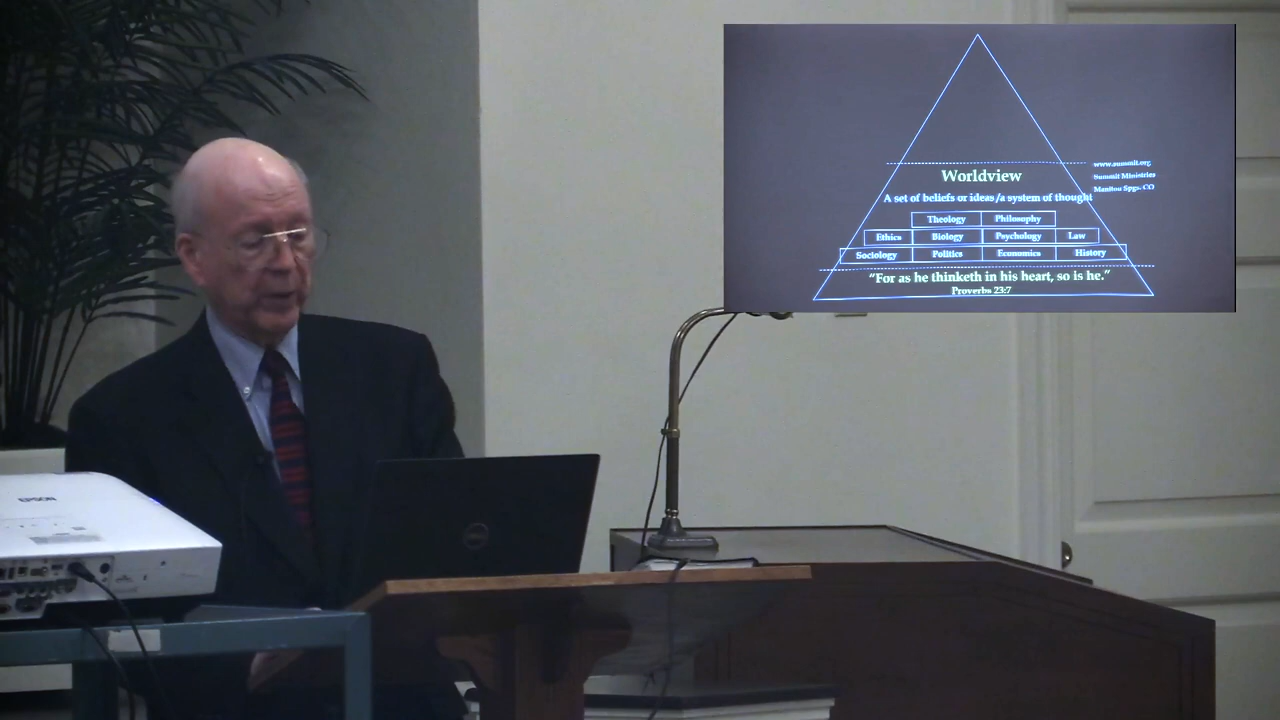 www.summit.org
Summit Ministries
Manitou Spgs. CO
Worldview
A set of beliefs or ideas/a system of thought
Theology Philosophy
Ethics Biology Psychology Law
Sociology Politics Economics History
“For as he thinketh in his heart, so is he.”
Proverbs 23:7
EPSON
DELL